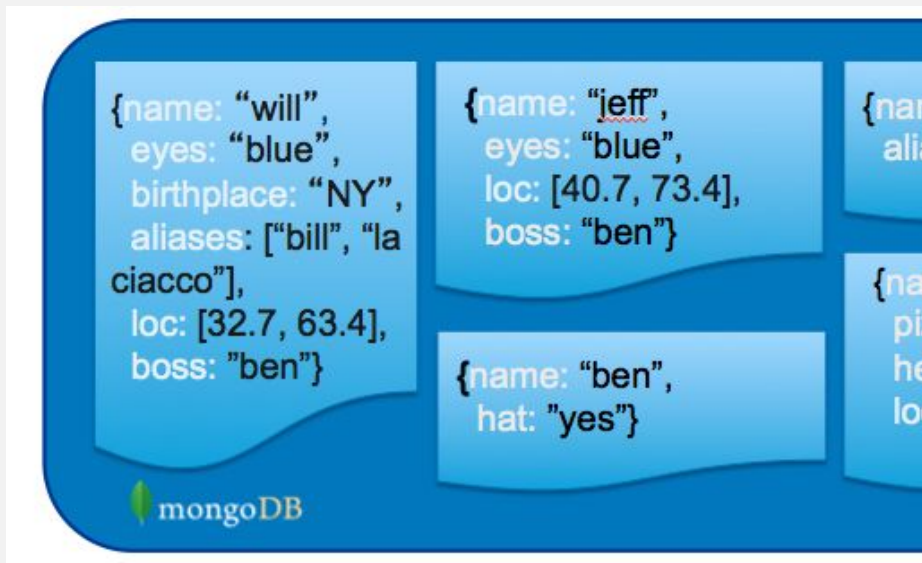 {name: “will”,
eyes: “blue”,
birthplace: “NY”,
aliases: [“bill”, “la
ciacco”],
loc: [32.7, 63.4],
boss: ”ben”}
{name: “jeff”,
eyes: “blue”,
loc: [40.7, 73.4],
boss: “ben”}
{name: “ben”,
hat: ”yes”}
mongoDB